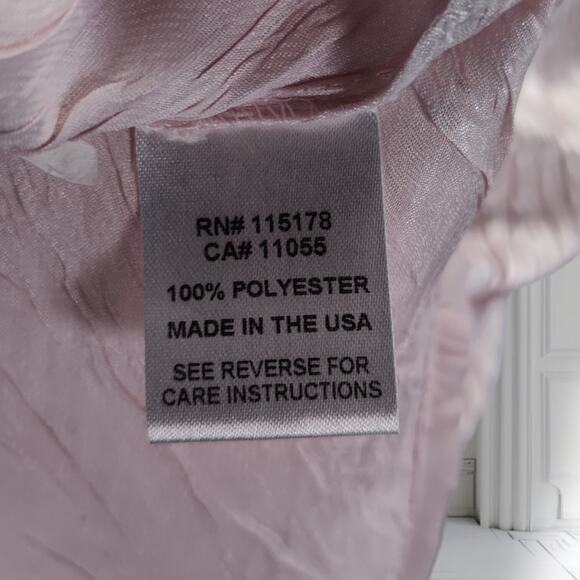 RN# 115178
CA# 11055
100% POLYESTER
MADE IN THE USA
SEE REVERSE FOR
CARE INSTRUCTIONS